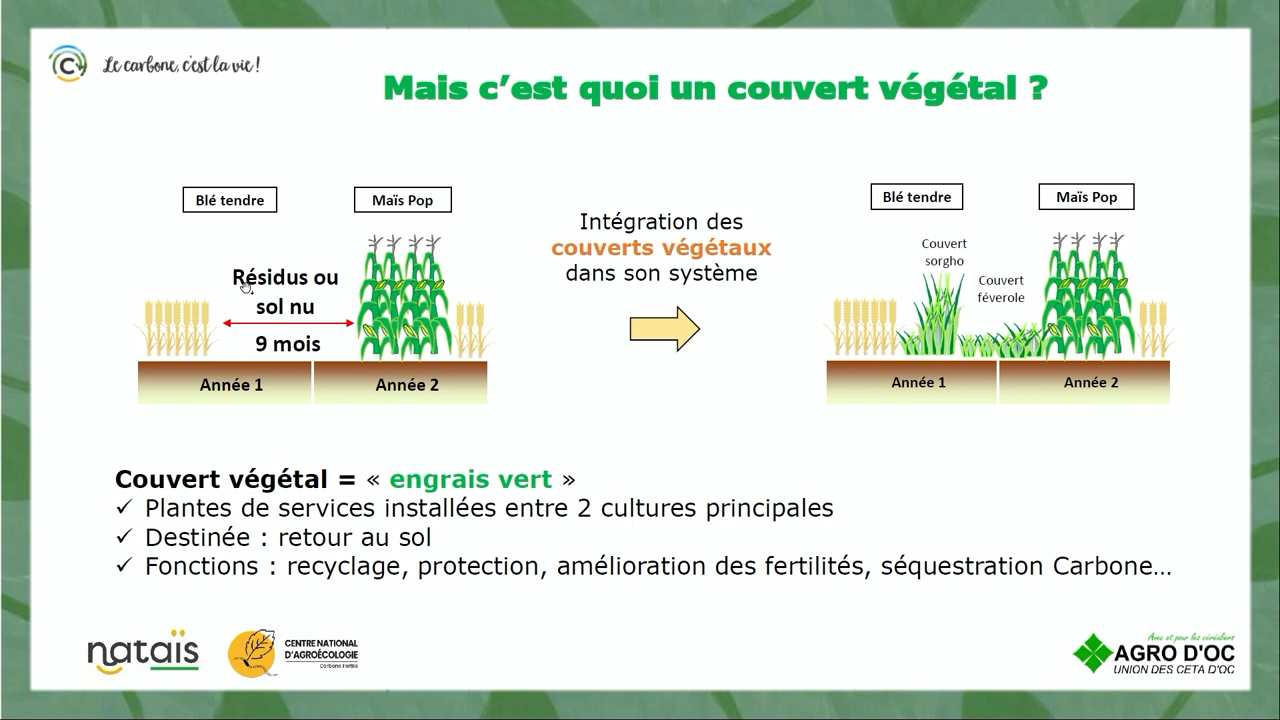 C
Le carbone, c'est la vie !
Mais c'est quoi un couvert végétal ?
Blé tendre
Maïs Pop
Résidus ou
sol nu
9 mois
Année 1
Année 2
Intégration des
couverts végétaux
dans son système
Blé tendre
Maïs Pop
Couvert
sorgho
Couvert
féverole
Année 1
Année 2
Couvert végétal = « engrais vert »
✓ Plantes de services installées entre 2 cultures principales
✓ Destinée : retour au sol
✓ Fonctions : recyclage, protection, amélioration des fertilités, séquestration Carbone...
nataïs
CENTRE NATIONAL
D'AGROÉCOLOGIE
Carbone Fertile
Avec et pour les céréaliers
AGRO D'OC
UNION DES CETA D'OC